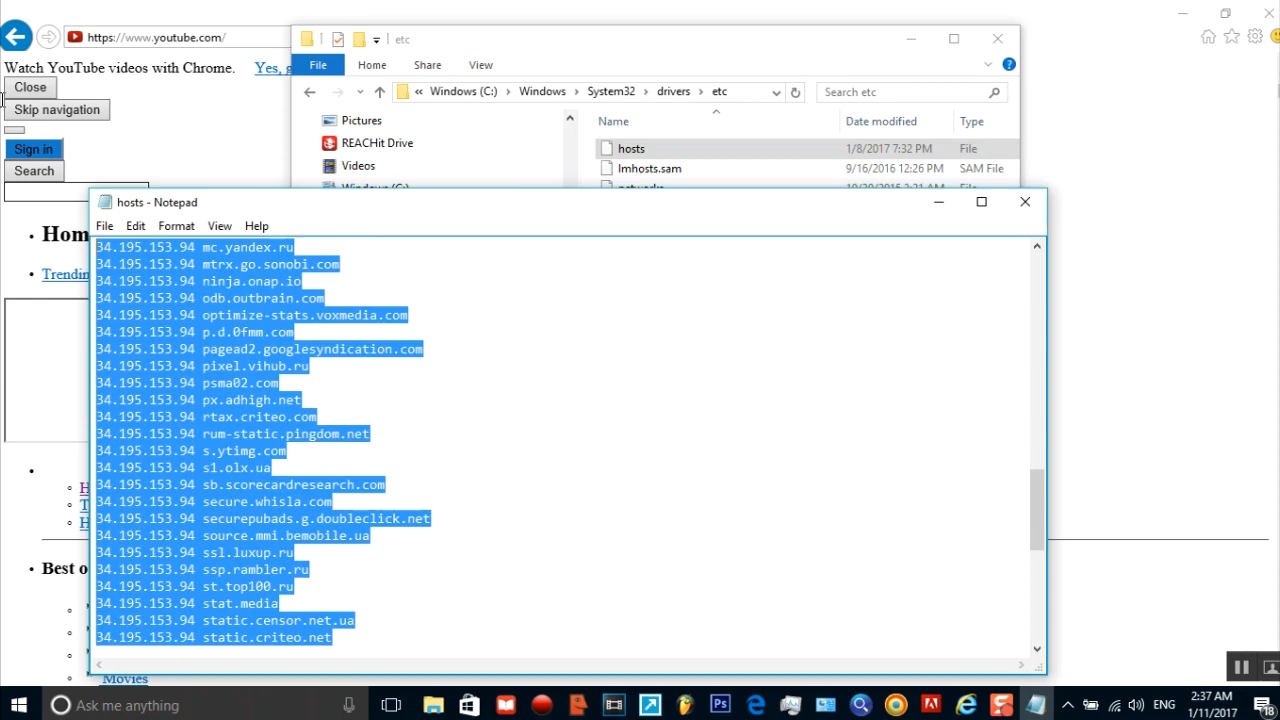 https://www.youtube.com/
Watch YouTube videos with Chrome. Yes, g
Close
Skip navigation
Sign in
Search
Hom
Trendin
Best o
Movies
etc
File Home Share View
« Windows (C:) Windows System32 drivers etc
Search etc
Pictures
REACHit Drive
Videos
Windows (C:)
Name Date modified Type
hosts 1/8/2017 7:32 PM File
lmhosts.sam 9/16/2016 12:26 PM SAM File
networks
hosts - Notepad
File Edit Format View Help
34.195.153.94 mc.yandex.ru
34.195.153.94 mtrx.go.sonobi.com
34.195.153.94 ninja.onap.io
34.195.153.94 odb.outbrain.com
34.195.153.94 optimize-stats.voxmedia.com
34.195.153.94 p.d.0fmm.com
34.195.153.94 pagead2.googlesyndication.com
34.195.153.94 pixel.vihub.ru
34.195.153.94 psma02.com
34.195.153.94 px.adhigh.net
34.195.153.94 rtax.criteo.com
34.195.153.94 rum-static.pingdom.net
34.195.153.94 s.ytimg.com
34.195.153.94 s1.olx.ua
34.195.153.94 sb.scorecardresearch.com
34.195.153.94 secure.whisla.com
34.195.153.94 securepubads.g.doubleclick.net
34.195.153.94 source.mmi.bemobile.ua
34.195.153.94 ssl.luxup.ru
34.195.153.94 ssp.rambler.ru
34.195.153.94 st.top100.ru
34.195.153.94 stat.media
34.195.153.94 static.censor.net.ua
34.195.153.94 static.criteo.net
Ask me anything
ENG
2:37 AM
1/11/2017
18